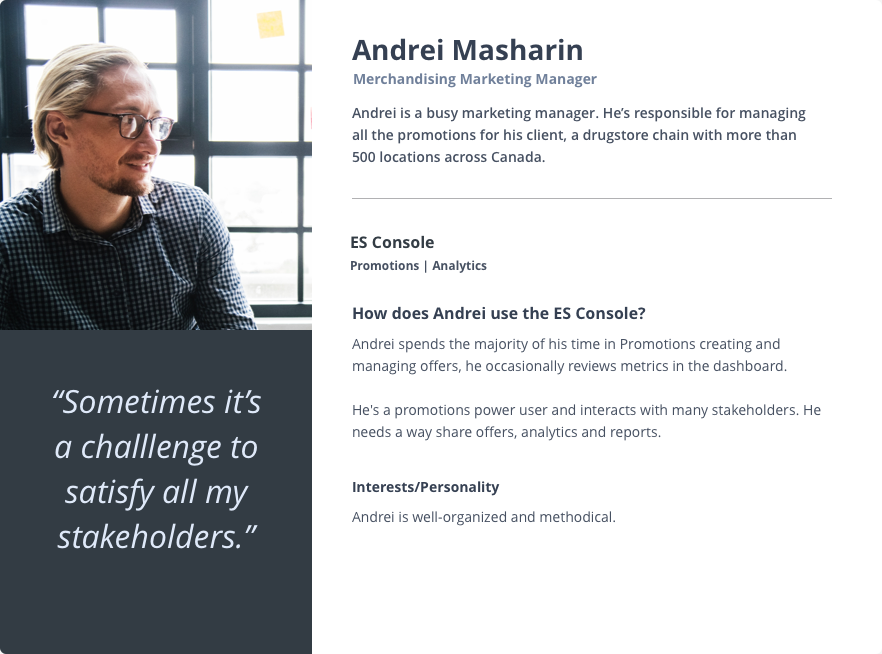 Andrei Masharin
Merchandising Marketing Manager
Andrei is a busy marketing manager. He’s responsible for managing
all the promotions for his client, a drugstore chain with more than
500 locations across Canada.
ES Console
Promotions | Analytics
How does Andrei use the ES Console?
Andrei spends the majority of his time in Promotions creating and
managing offers, he occasionally reviews metrics in the dashboard.
He's a promotions power user and interacts with many stakeholders. He
needs a way share offers, analytics and reports.
Interests/Personality
Andrei is well-organized and methodical.
“Sometimes it’s
a challlenge to
satisfy all my
stakeholders.”